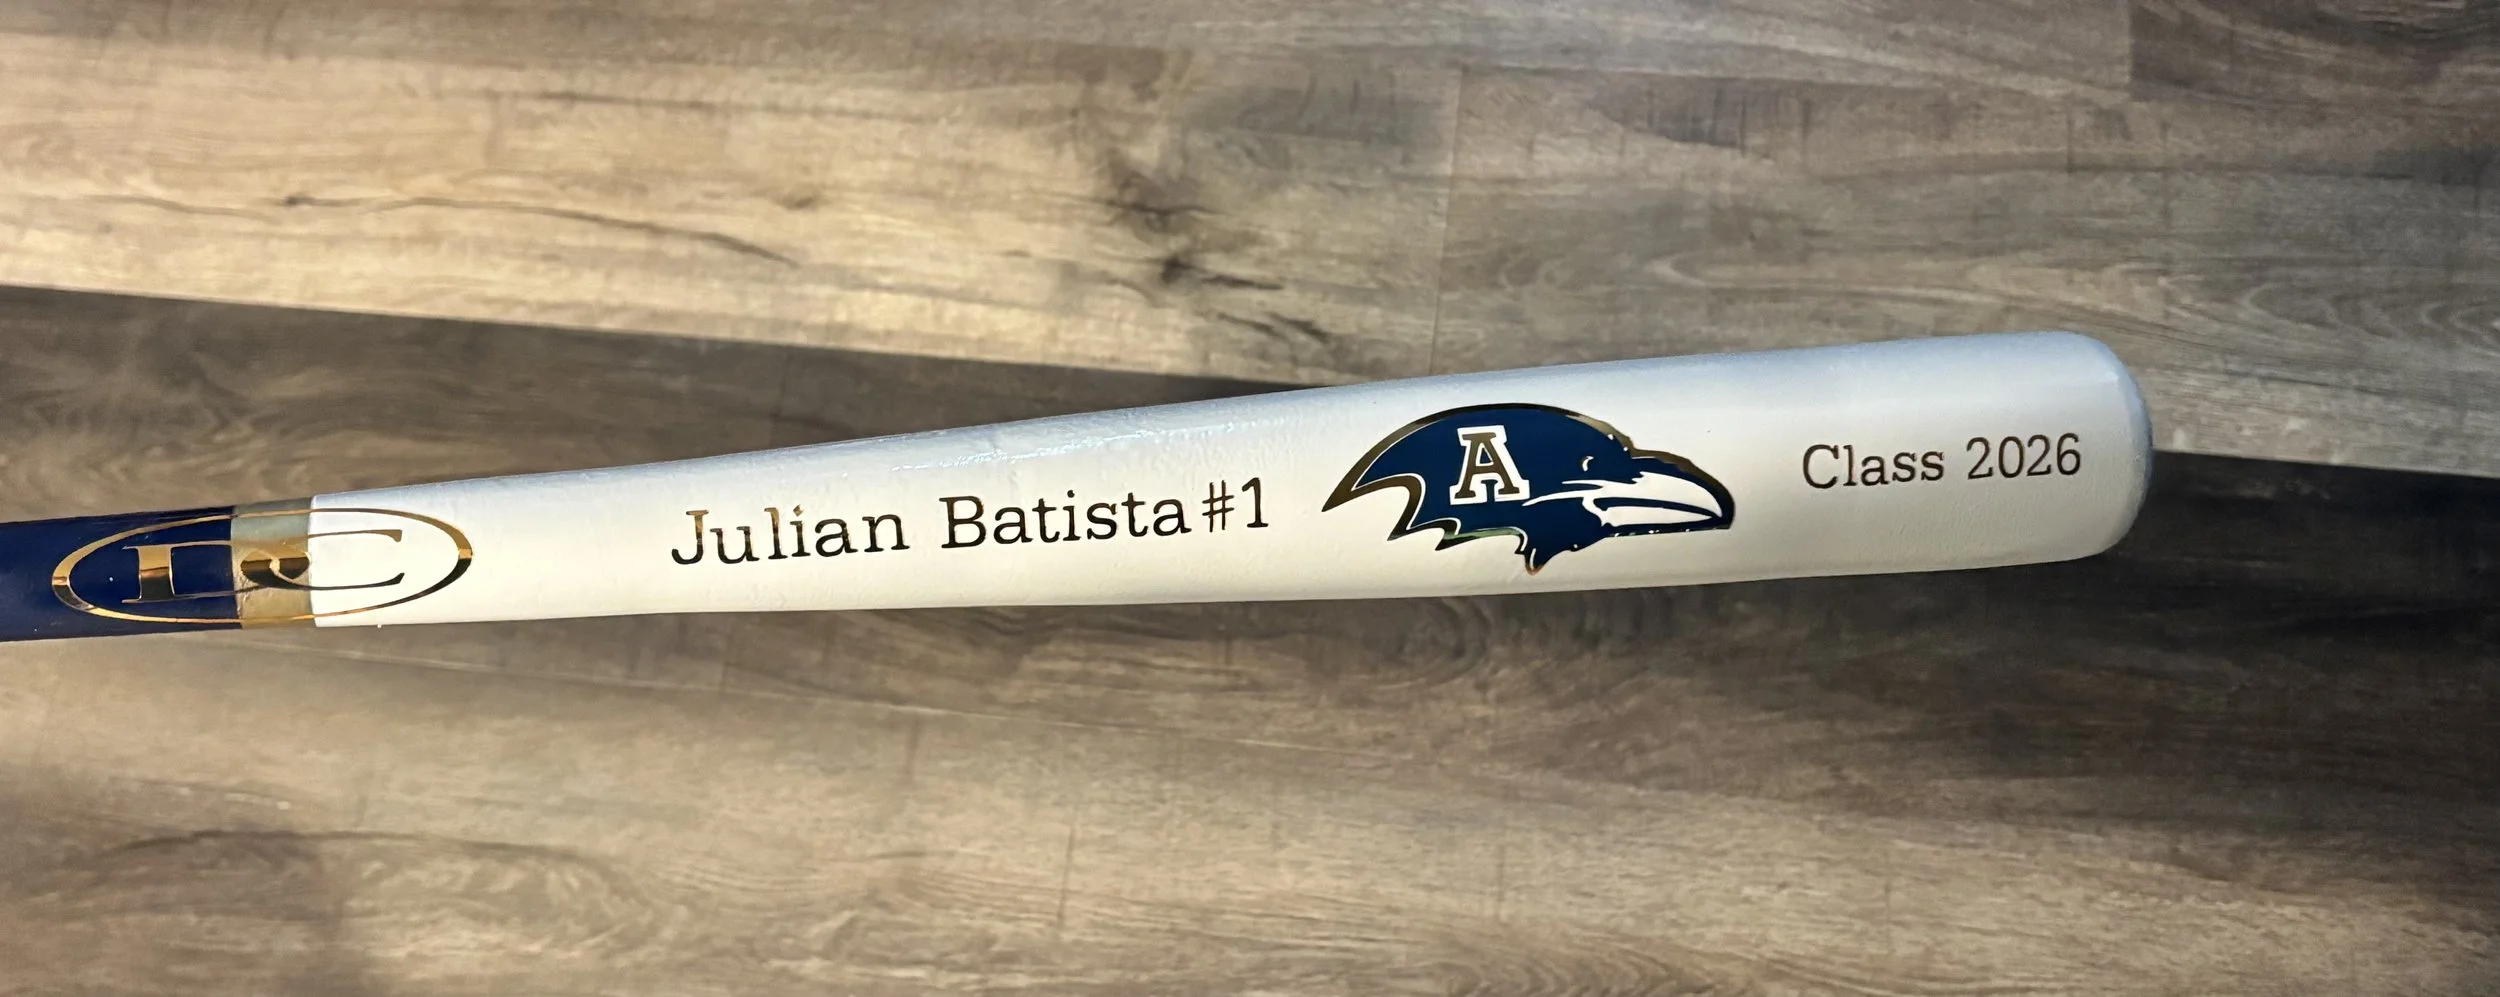 Julian Batista #1
A
Class 2026